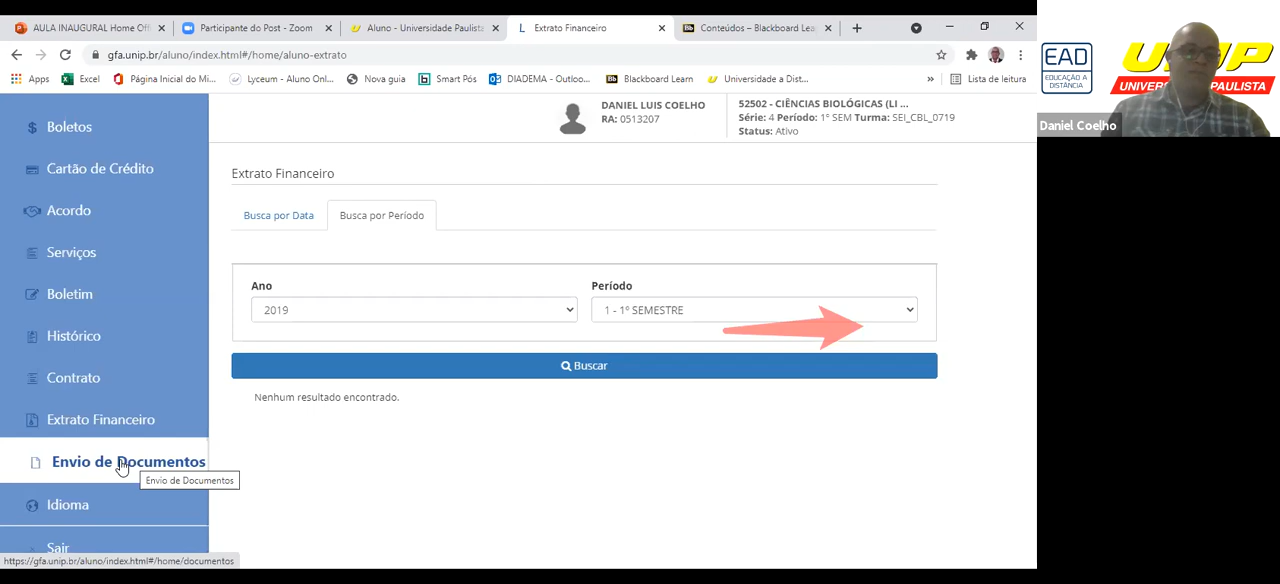 AULA INAUGURAL Home Offi
Participante do Post - Zoom
Aluno - Universidade Paulista
Extrato Financeiro
Conteúdos – Blackboard Lea
gfa.unip.br/aluno/index.html#/home/aluno-extrato
Apps
Excel
Página Inicial do Mi...
Lyceum - Aluno Onl...
Nova guia
Smart Pós
DIADEMA - Outloo...
Blackboard Learn
Universidade a Dist...
»
Lista de leitura
EAD
EDUCAÇÃO A
DISTÂNCIA
Daniel Coelho
DANIEL LUIS COELHO
RA: 0513207
52502 - CIÊNCIAS BIOLÓGICAS (LI ...
Série: 4 Período: 1° SEM Turma: SEI_CBL_0719
Status: Ativo
Boletos
Cartão de Crédito
Acordo
Serviços
Boletim
Histórico
Contrato
Extrato Financeiro
Envio de Documentos
Envio de Documentos
Idioma
Sair
https://gfa.unip.br/aluno/index.html#/home/documentos
Extrato Financeiro
Busca por Data
Busca por Período
Ano
2019
Período
1 - 1º SEMESTRE
Buscar
Nenhum resultado encontrado.